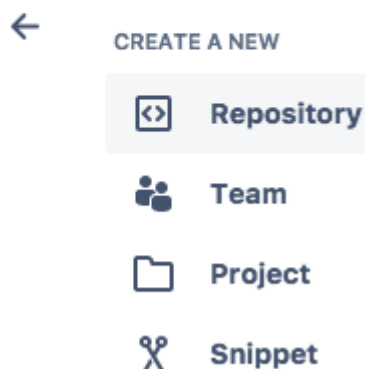 CREATE A NEW
Repository
Team
Project
Snippet